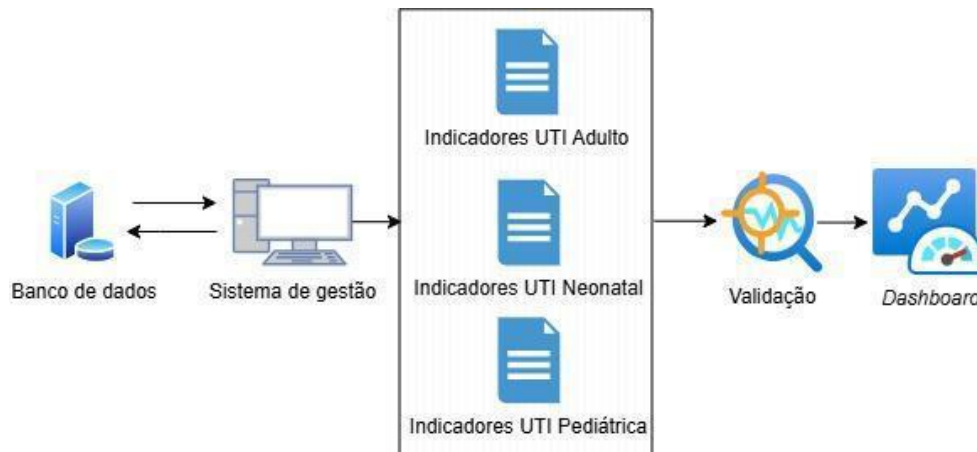 Indicadores UTI Adulto
Banco de dados
Sistema de gestão
Indicadores UTI Neonatal
Validação
Dashboard
Indicadores UTI Pediátrica